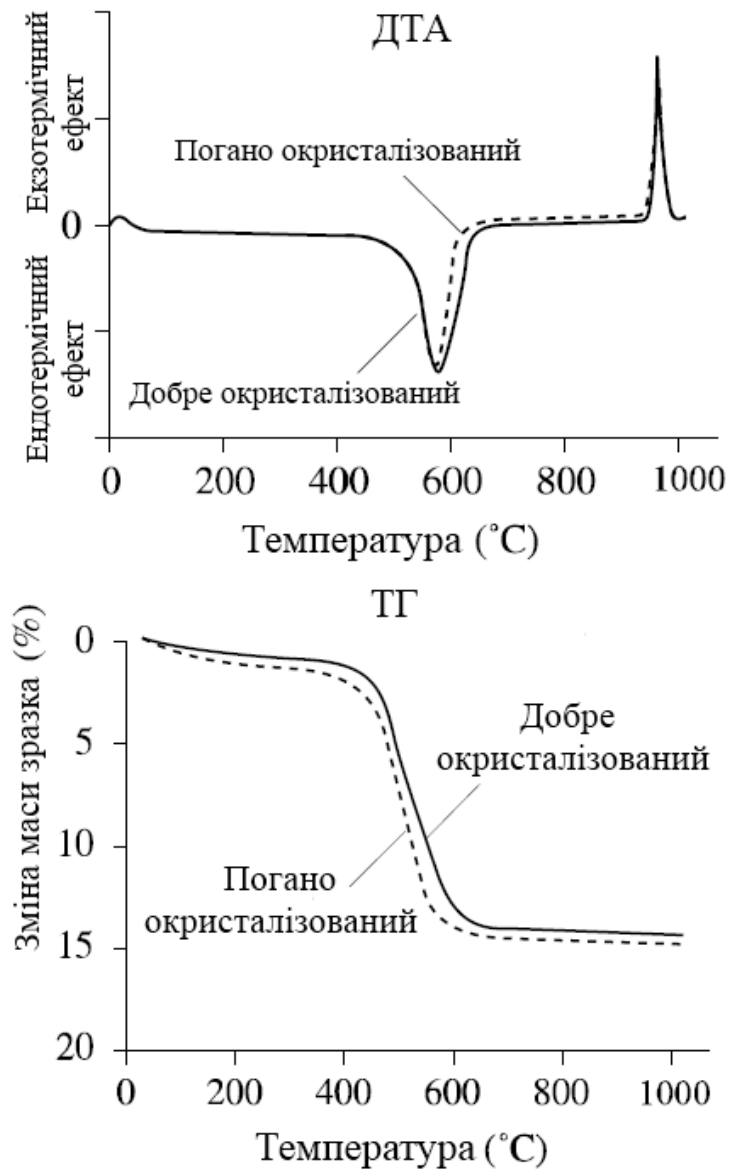 ДТА
Екзотермічний
ефект
Погано окристалізований
0
Ендотермічний
ефект
Добре окристалізований
0 200 400 600 800 1000
Температура (˚C)
ТГ
Зміна маси зразка (%)
0
5
10
15
20
Добре
окристалізований
Погано
окристалізований
0 200 400 600 800 1000
Температура (˚C)